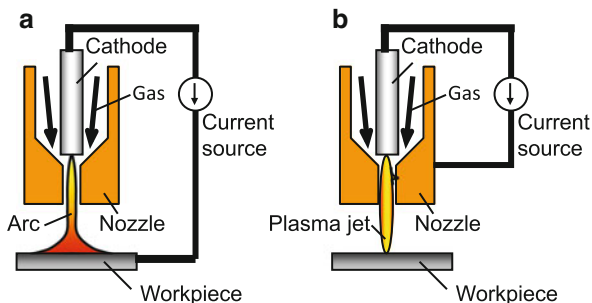 a
Cathode
Gas
Current
source
Arc
Nozzle
Workpiece
b
Cathode
Gas
Current
source
Plasma jet
Nozzle
Workpiece